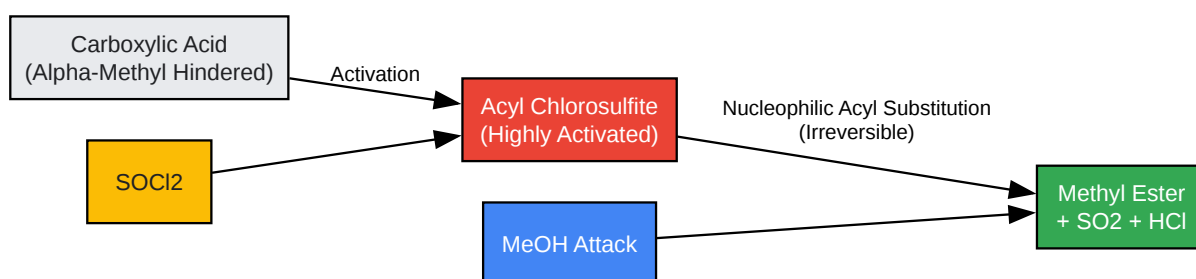 Carboxylic Acid
(Alpha-Methyl Hindered)
Activation
SOCl2
Acyl Chlorosulfite
(Highly Activated)
Nucleophilic Acyl Substitution
(Irreversible)
MeOH Attack
Methyl Ester
+ SO2 + HCl